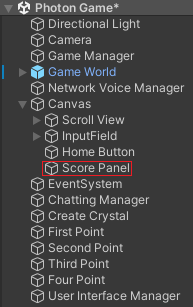 Photon Game*
Directional Light
Camera
Game Manager
Game World
Network Voice Manager
Canvas
Scroll View
InputField
Home Button
Score Panel
EventSystem
Chatting Manager
Create Crystal
First Point
Second Point
Third Point
Four Point
User Interface Manager